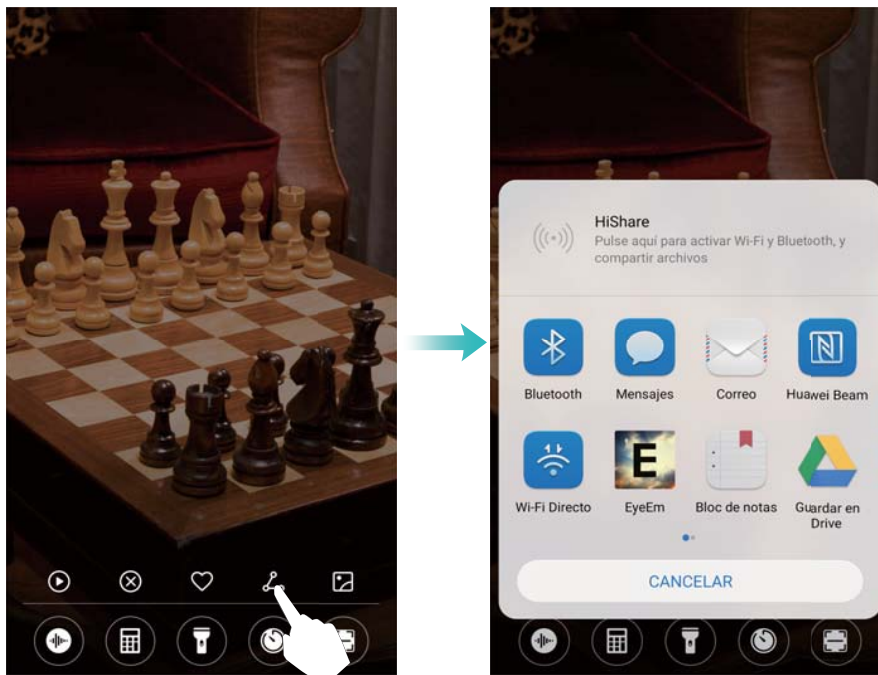 HiShare
Pulse aquí para activar Wi-Fi y Bluetooth, y
compartir archivos
Bluetooth
Mensajes
Correo
Huawei Beam
Wi-Fi Directo
E
EyeEm
Bloc de notas
Guardar en
Drive
CANCELAR